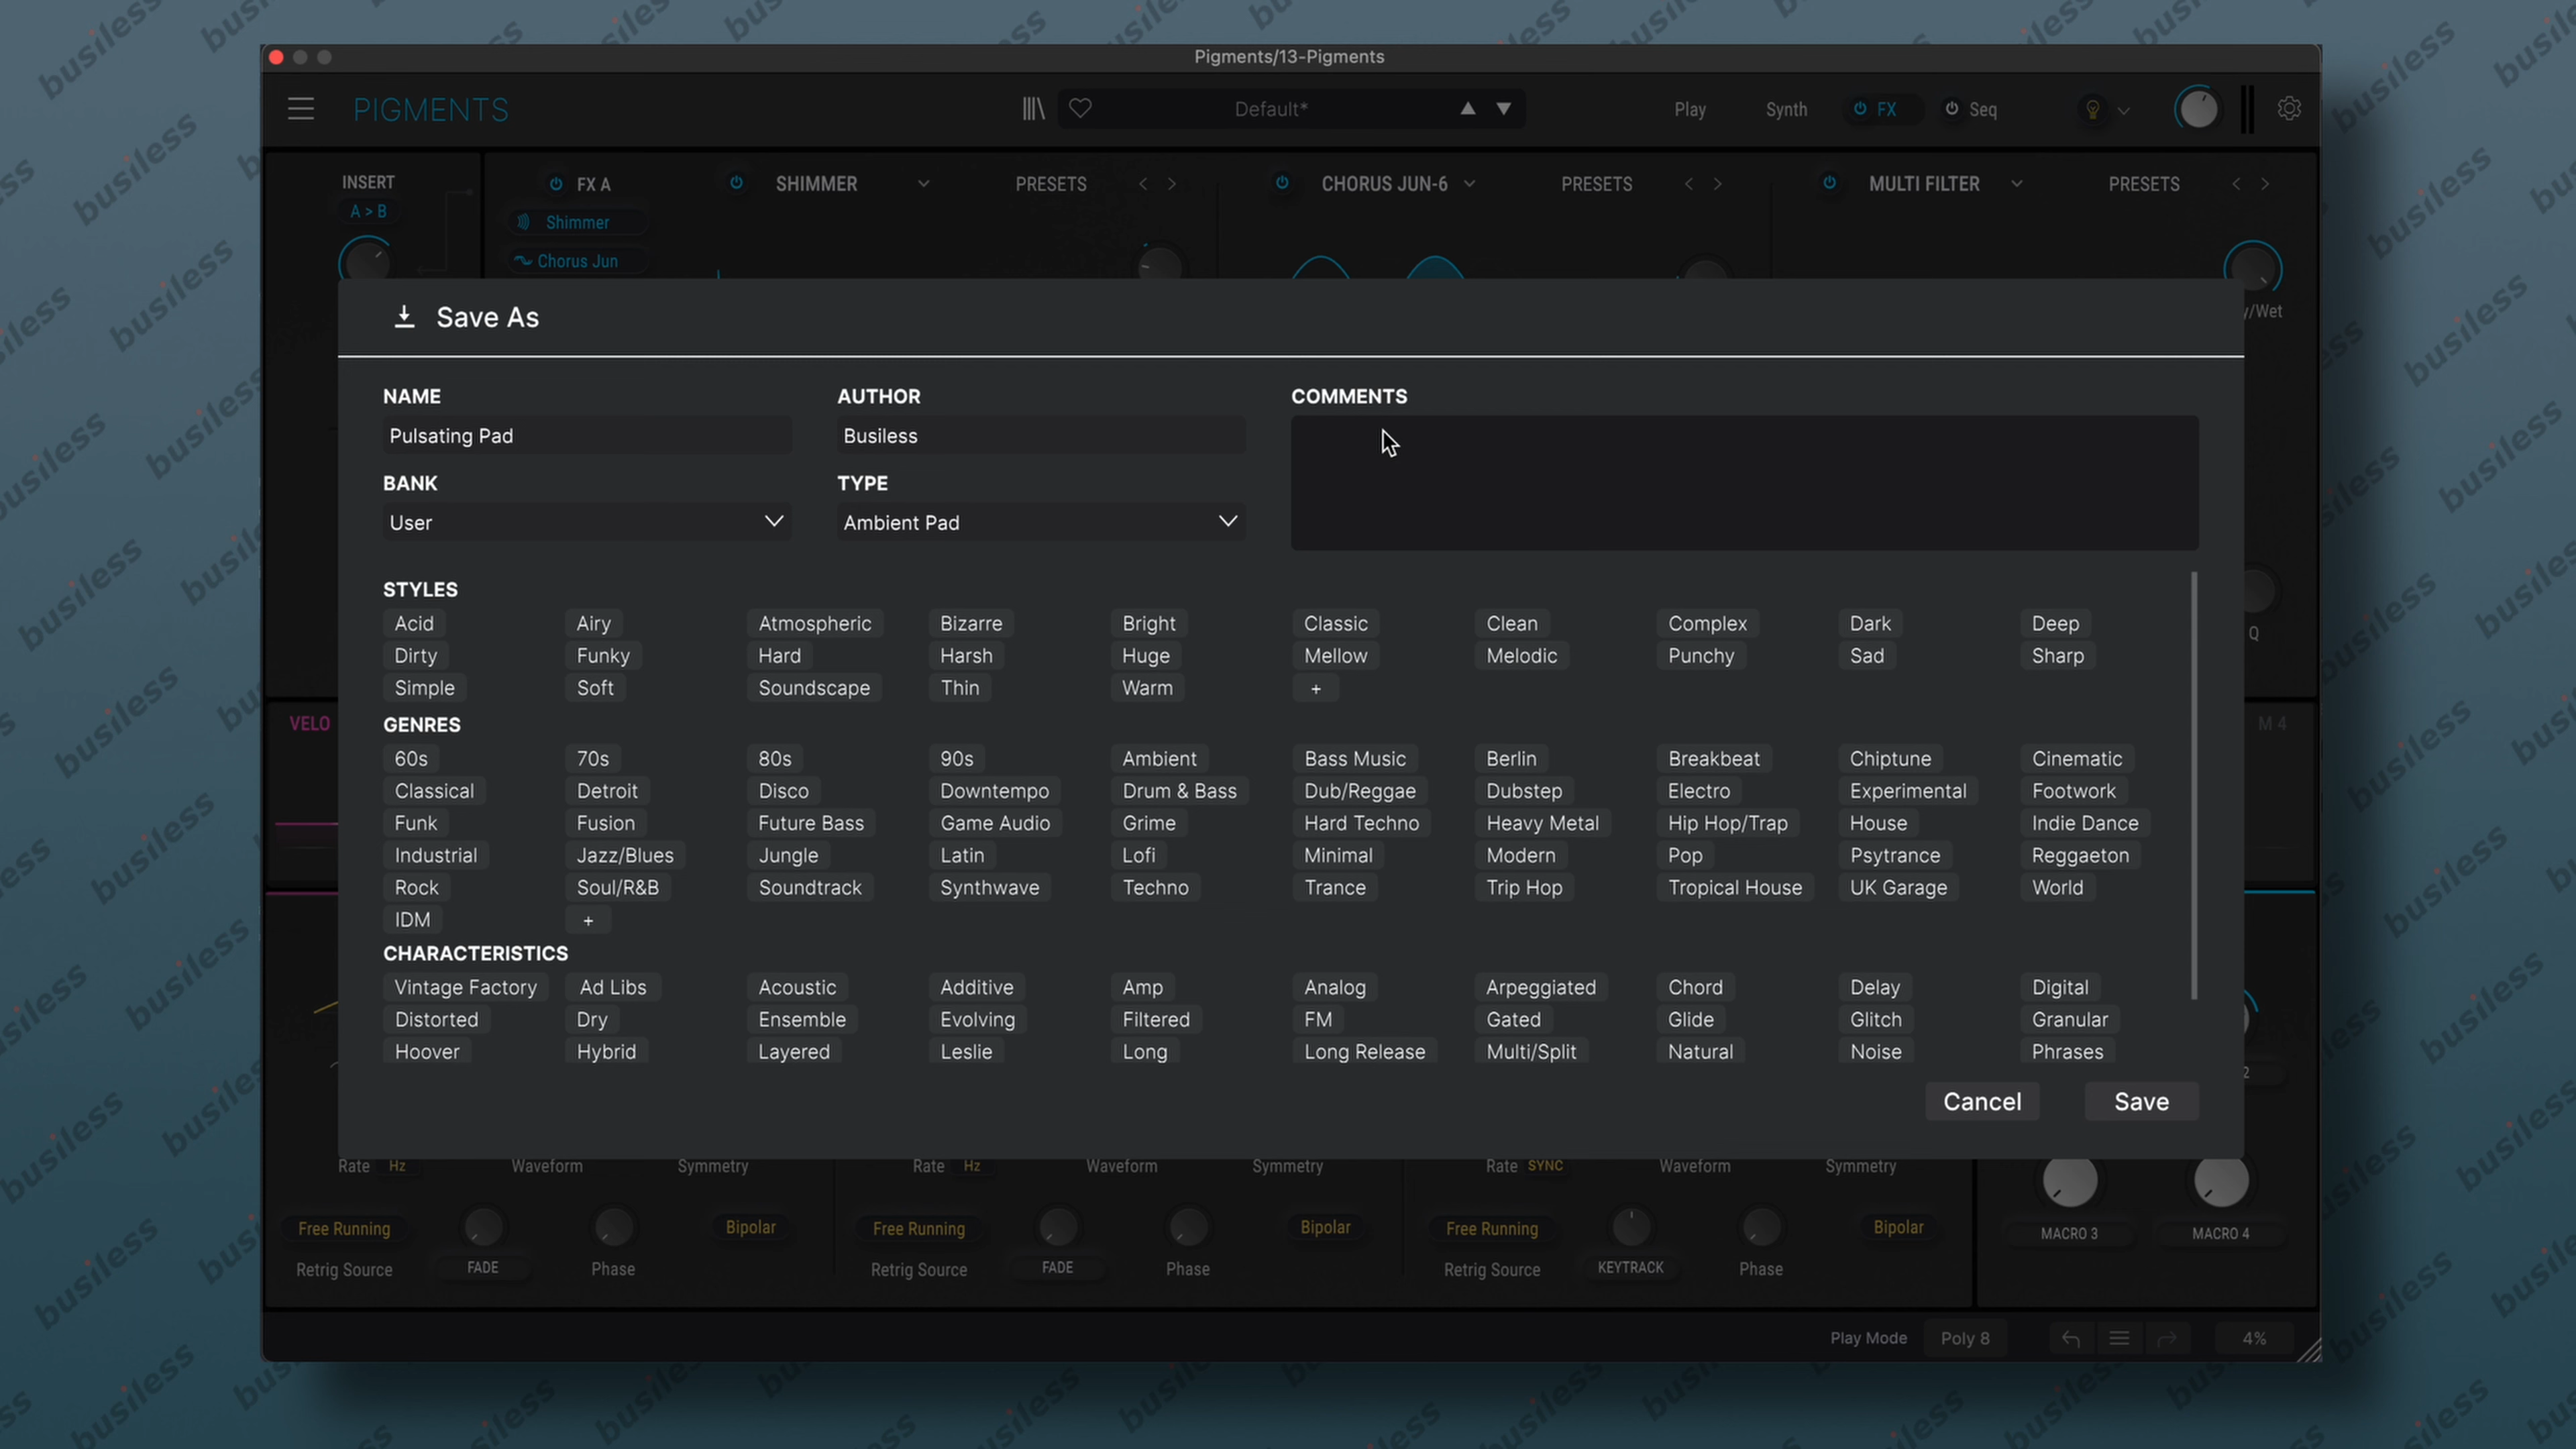 Pigments/13-Pigments
PIGMENTS
Default*
Play Synth FX Seq
INSERT
A > B
FX A
Shimmer
Chorus Jun
SHIMMER PRESETS
CHORUS JUN-6 PRESETS
MULTI FILTER PRESETS
y/Wet
Save As
NAME AUTHOR COMMENTS
Pulsating Pad Busiless
BANK TYPE
User Ambient Pad
STYLES
Acid Airy Atmospheric Bizarre Bright Classic Clean Complex Dark Deep
Dirty Funky Hard Harsh Huge Mellow Melodic Punchy Sad Sharp
Simple Soft Soundscape Thin Warm +
Q
GENRES
VELO M 4
60s 70s 80s 90s Ambient Bass Music Berlin Breakbeat Chiptune Cinematic
Classical Detroit Disco Downtempo Drum & Bass Dub/Reggae Dubstep Electro Experimental Footwork
Funk Fusion Future Bass Game Audio Grime Hard Techno Heavy Metal Hip Hop/Trap House Indie Dance
Industrial Jazz/Blues Jungle Latin Lofi Minimal Modern Pop Psytrance Reggaeton
Rock Soul/R&B Soundtrack Synthwave Techno Trance Trip Hop Tropical House UK Garage World
IDM +
CHARACTERISTICS
Vintage Factory Ad Libs Acoustic Additive Amp Analog Arpeggiated Chord Delay Digital
Distorted Dry Ensemble Evolving Filtered FM Gated Glide Glitch Granular
Hoover Hybrid Layered Leslie Long Long Release Multi/Split Natural Noise Phrases
2
Cancel Save
Rate Hz Waveform Symmetry Rate Hz Waveform Symmetry Rate SYNC Waveform Symmetry
Free Running Bipolar Free Running Bipolar Free Running Bipolar
MACRO 3 MACRO 4
Retrig Source FADE Phase Retrig Source FADE Phase Retrig Source KEYTRACK Phase
Play Mode Poly 8 4%
busiless